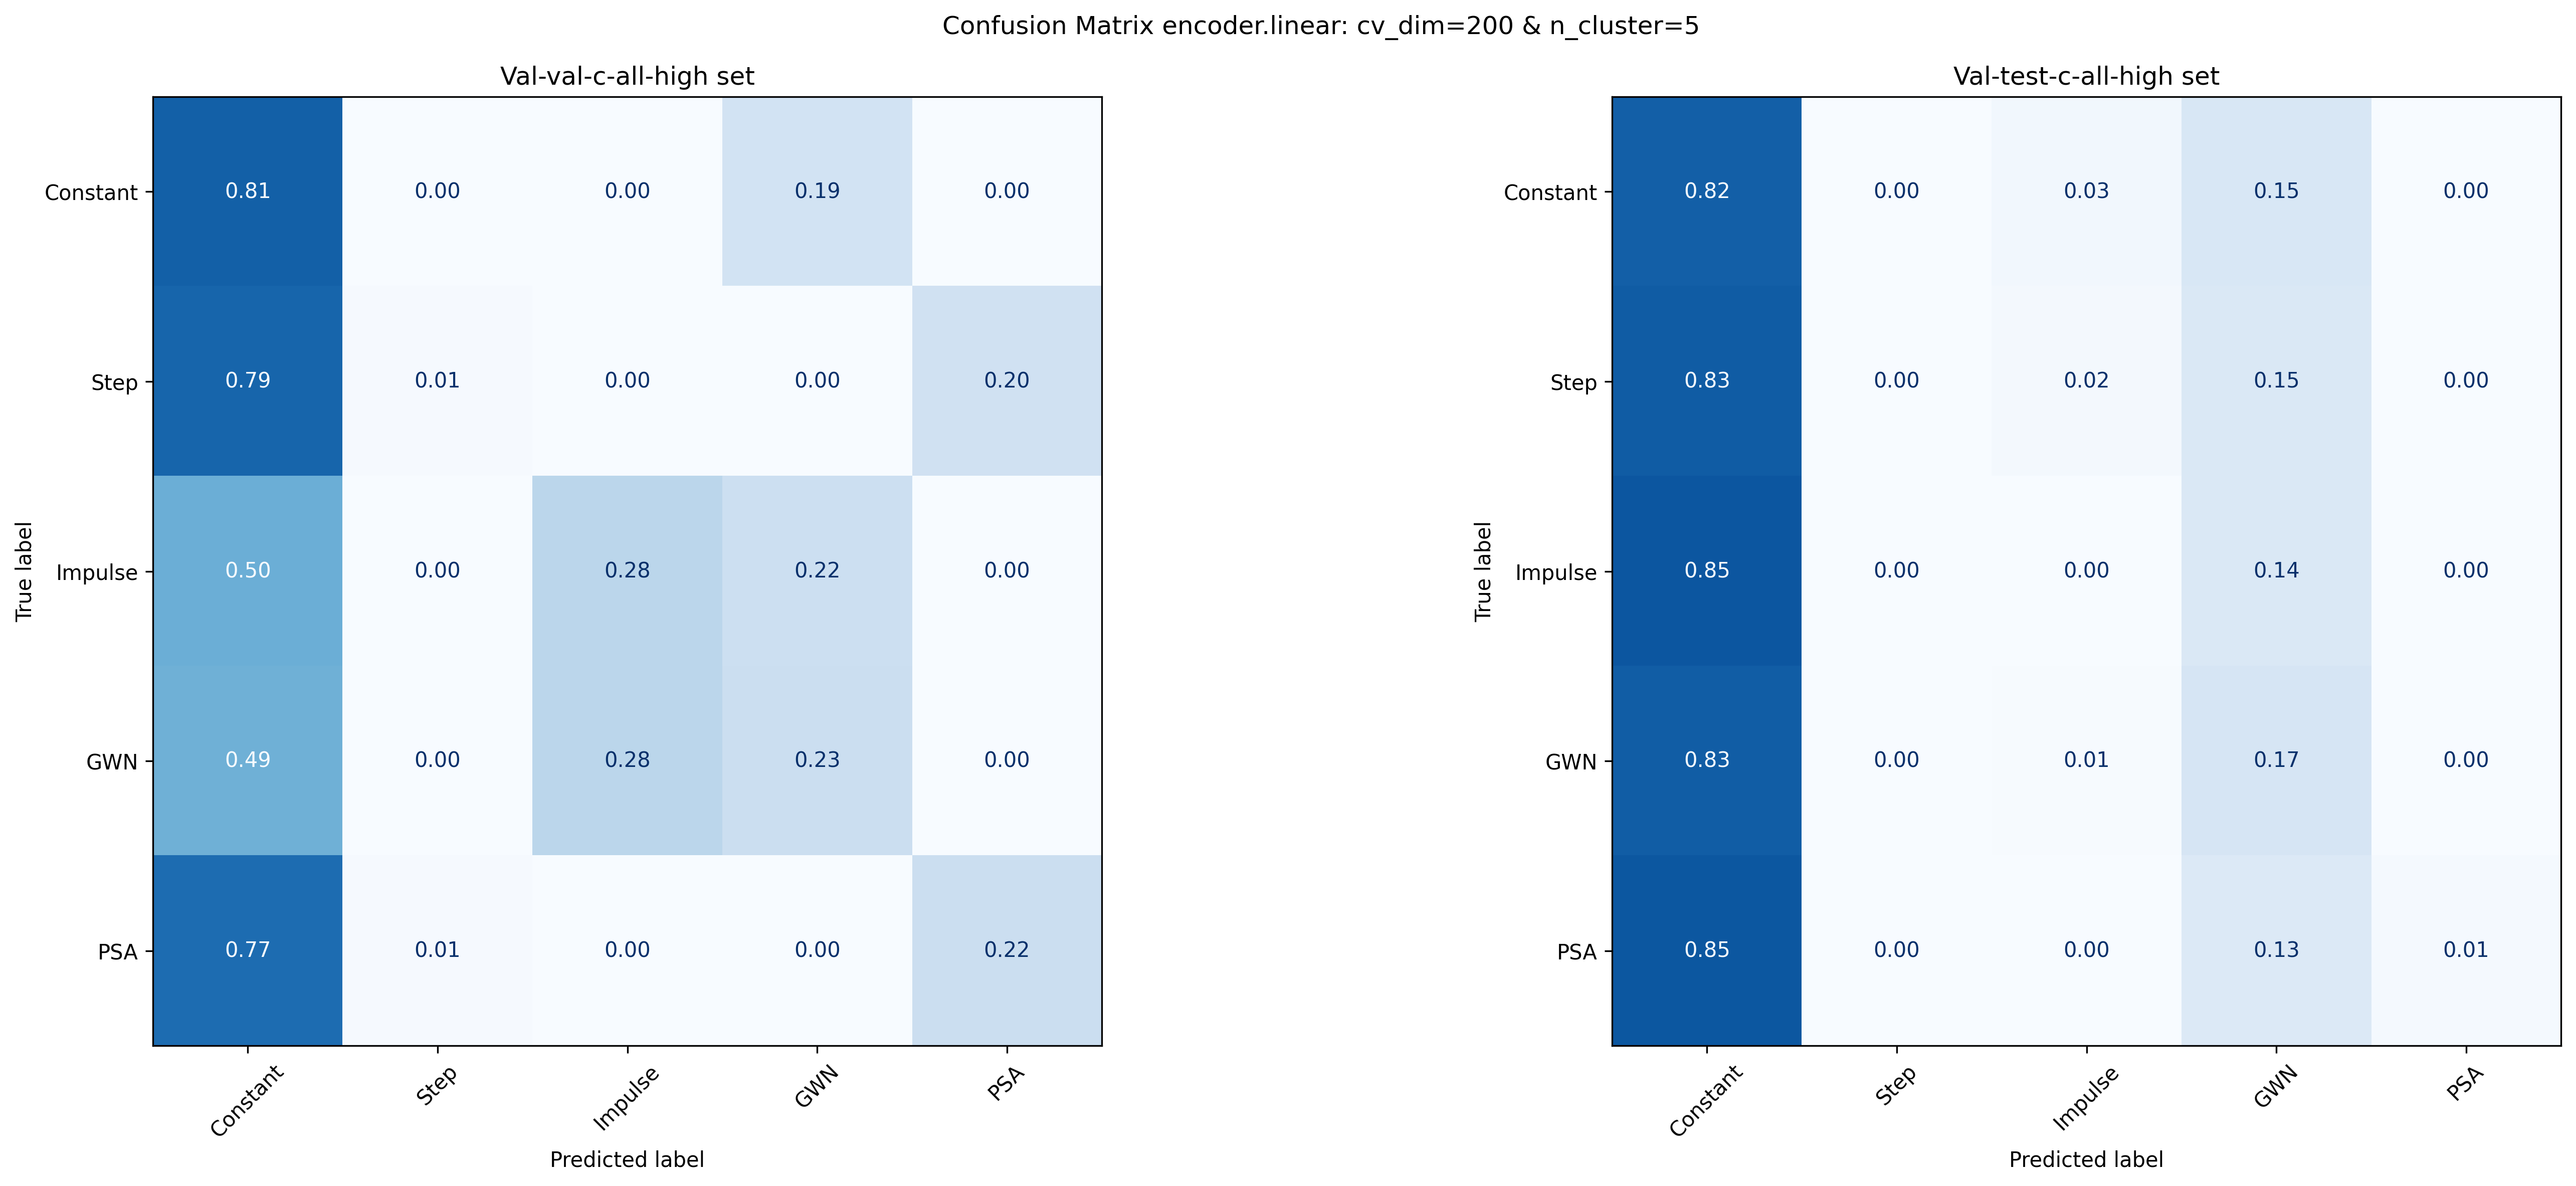 Confusion Matrix encoder.linear: cv_dim=200 & n_cluster=5
Val-val-c-all-high set
True label
Constant 0.81 0.00 0.00 0.19 0.00
Step 0.79 0.01 0.00 0.00 0.20
Impulse 0.50 0.00 0.28 0.22 0.00
GWN 0.49 0.00 0.28 0.23 0.00
PSA 0.77 0.01 0.00 0.00 0.22
Constant Step Impulse GWN PSA
Predicted label
Val-test-c-all-high set
True label
Constant 0.82 0.00 0.03 0.15 0.00
Step 0.83 0.00 0.02 0.15 0.00
Impulse 0.85 0.00 0.00 0.14 0.00
GWN 0.83 0.00 0.01 0.17 0.00
PSA 0.85 0.00 0.00 0.13 0.01
Constant Step Impulse GWN PSA
Predicted label